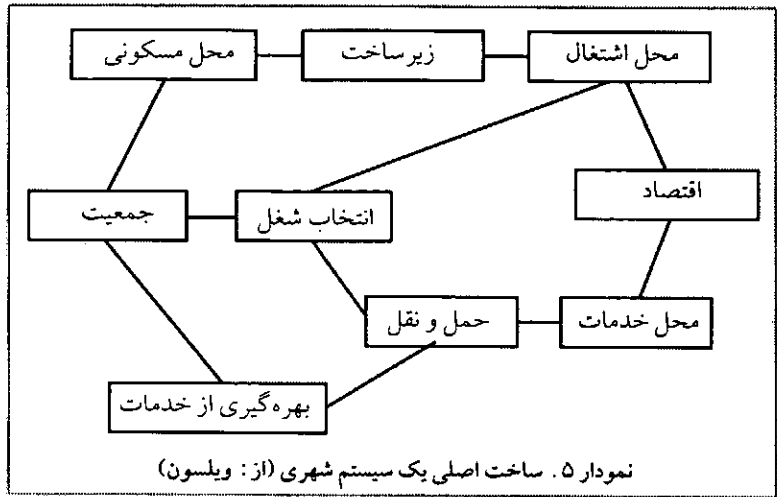 محل اشتغال
زیرساخت
محل مسکونی
اقتصاد
انتخاب شغل
جمعیت
محل خدمات
حمل و نقل
بهره‌گیری از خدمات
نمودار ۵. ساخت اصلی یک سیستم شهری (از: ویلسون)